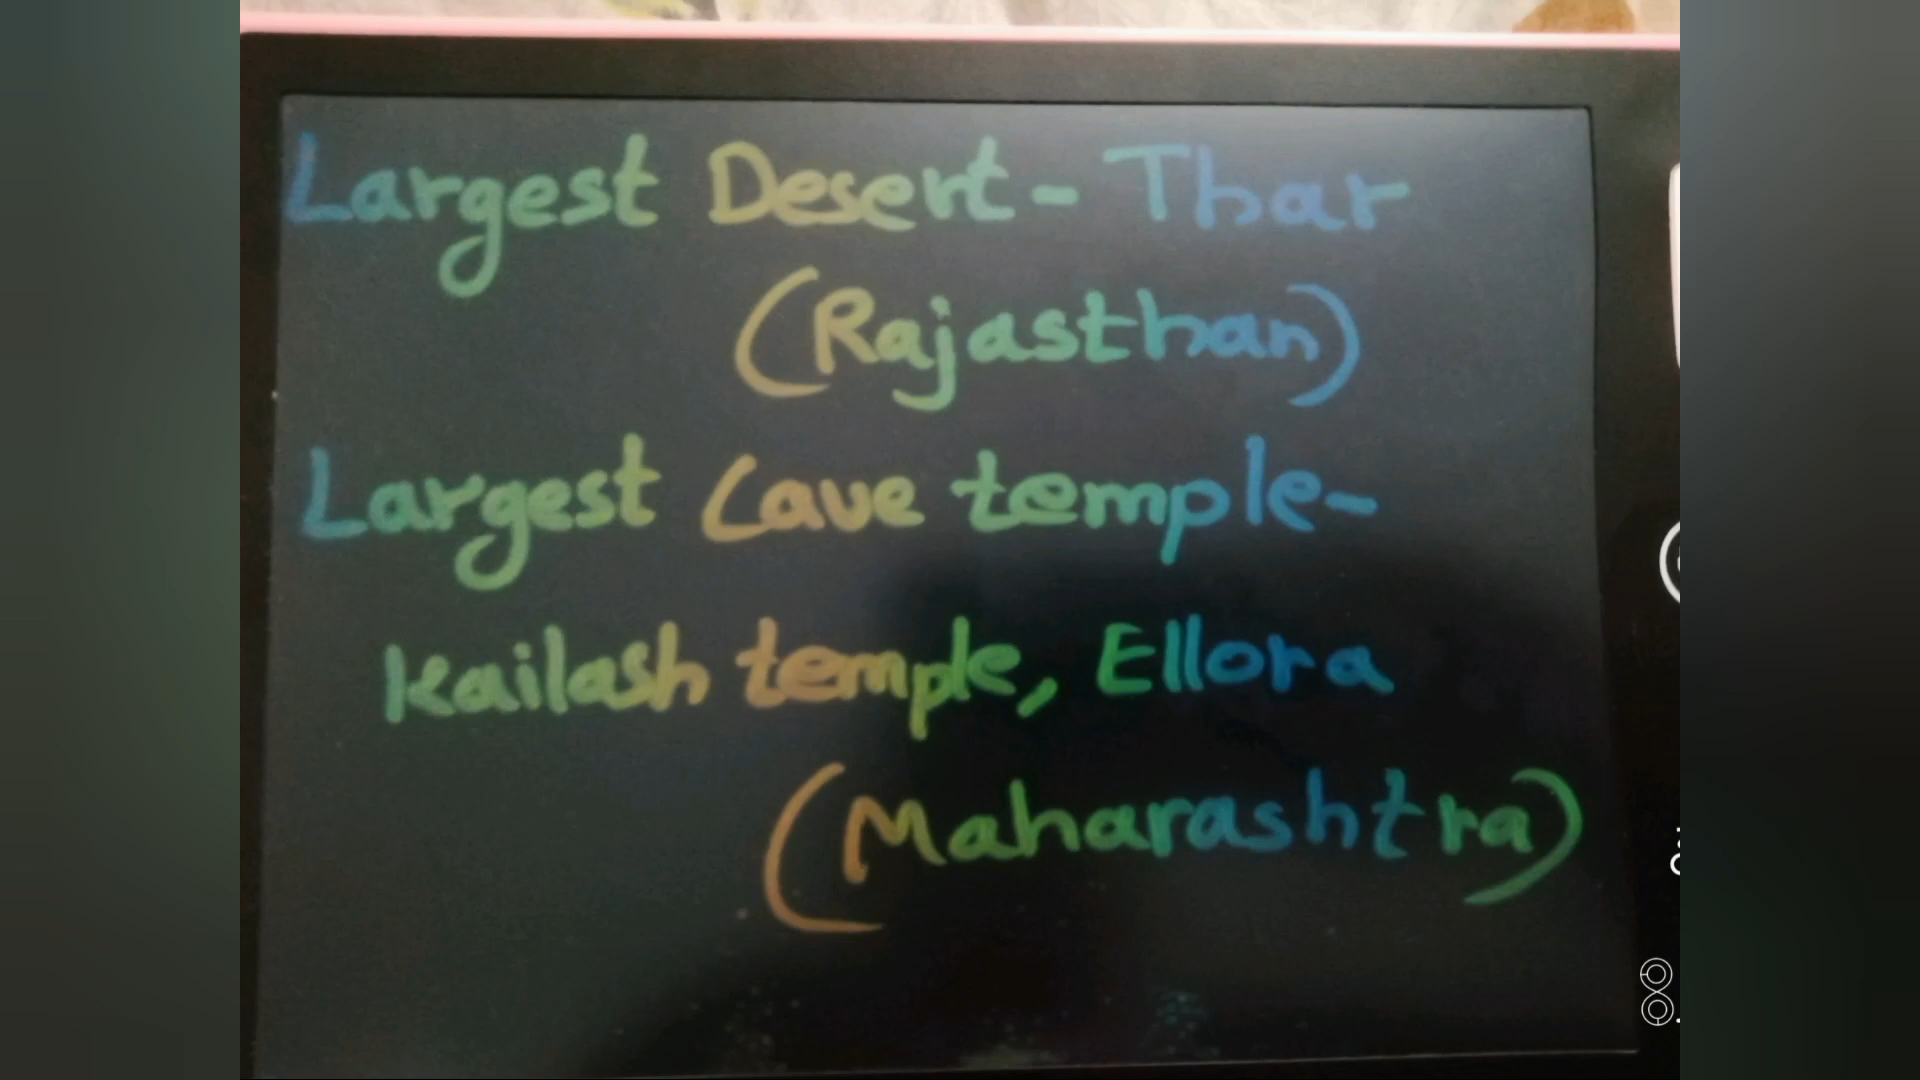 Largest Desert - Thar
(Rajasthan)
Largest Cave temple-
Kailash temple, Ellora
(Maharashtra)